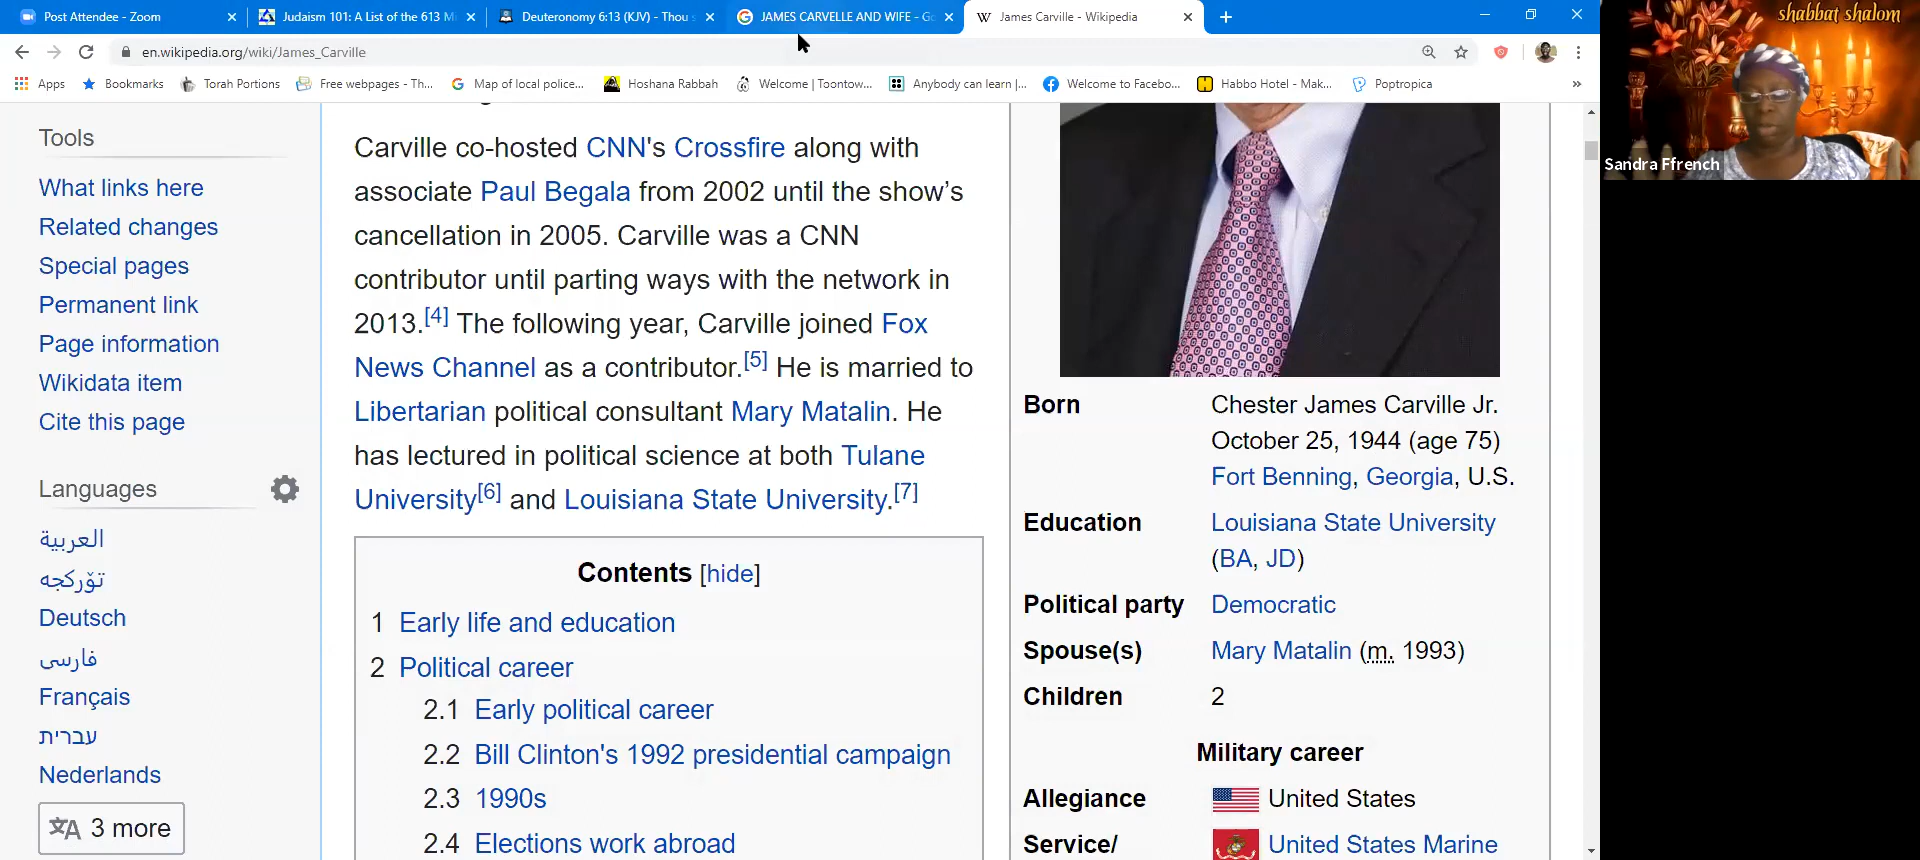 Post Attendee - Zoom
Judaism 101: A List of the 613 M
Deuteronomy 6:13 (KJV) - Thou s
JAMES CARVELLE AND WIFE - Go
James Carville - Wikipedia
en.wikipedia.org/wiki/James_Carville
Apps
Bookmarks
Torah Portions
Free webpages - Th...
Map of local police...
Hoshana Rabbah
Welcome | Toontow...
Anybody can learn |...
Welcome to Facebo...
Habbo Hotel - Mak...
Poptropica
Tools
What links here
Related changes
Special pages
Permanent link
Page information
Wikidata item
Cite this page
Languages
العربية
تۆرکجه
Deutsch
فارسی
Français
עברית
Nederlands
3 more
Carville co-hosted CNN's Crossfire along with
associate Paul Begala from 2002 until the show's
cancellation in 2005. Carville was a CNN
contributor until parting ways with the network in
2013.[4] The following year, Carville joined Fox
News Channel as a contributor.[5] He is married to
Libertarian political consultant Mary Matalin. He
has lectured in political science at both Tulane
University[6] and Louisiana State University.[7]
Contents [hide]
1 Early life and education
2 Political career
2.1 Early political career
2.2 Bill Clinton's 1992 presidential campaign
2.3 1990s
2.4 Elections work abroad
Born Chester James Carville Jr.
October 25, 1944 (age 75)
Fort Benning, Georgia, U.S.
Education Louisiana State University
(BA, JD)
Political party Democratic
Spouse(s) Mary Matalin (m. 1993)
Children 2
Military career
Allegiance United States
Service/ United States Marine
shabbat shalom
Sandra Ffrench